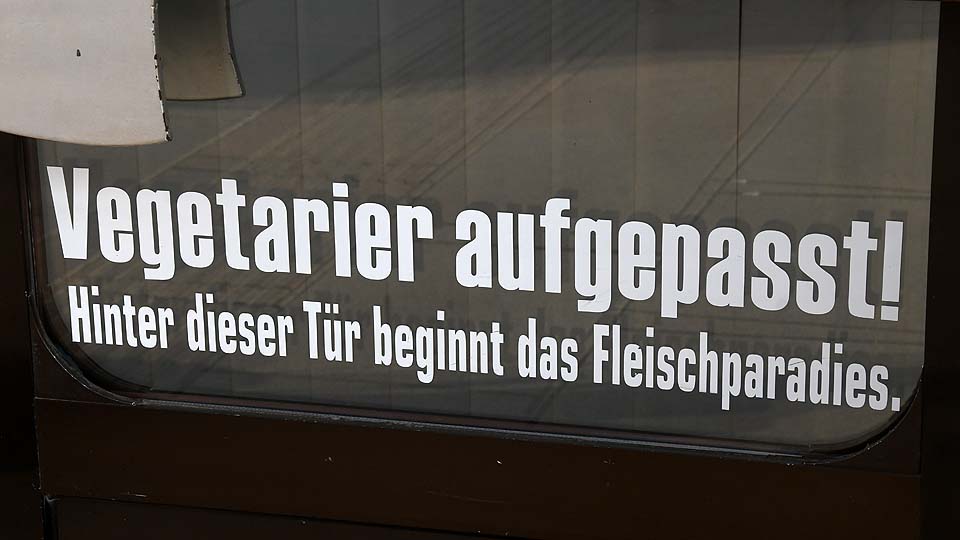 Vegetarier aufgepasst!
Hinter dieser Tür beginnt das Fleischparadies.